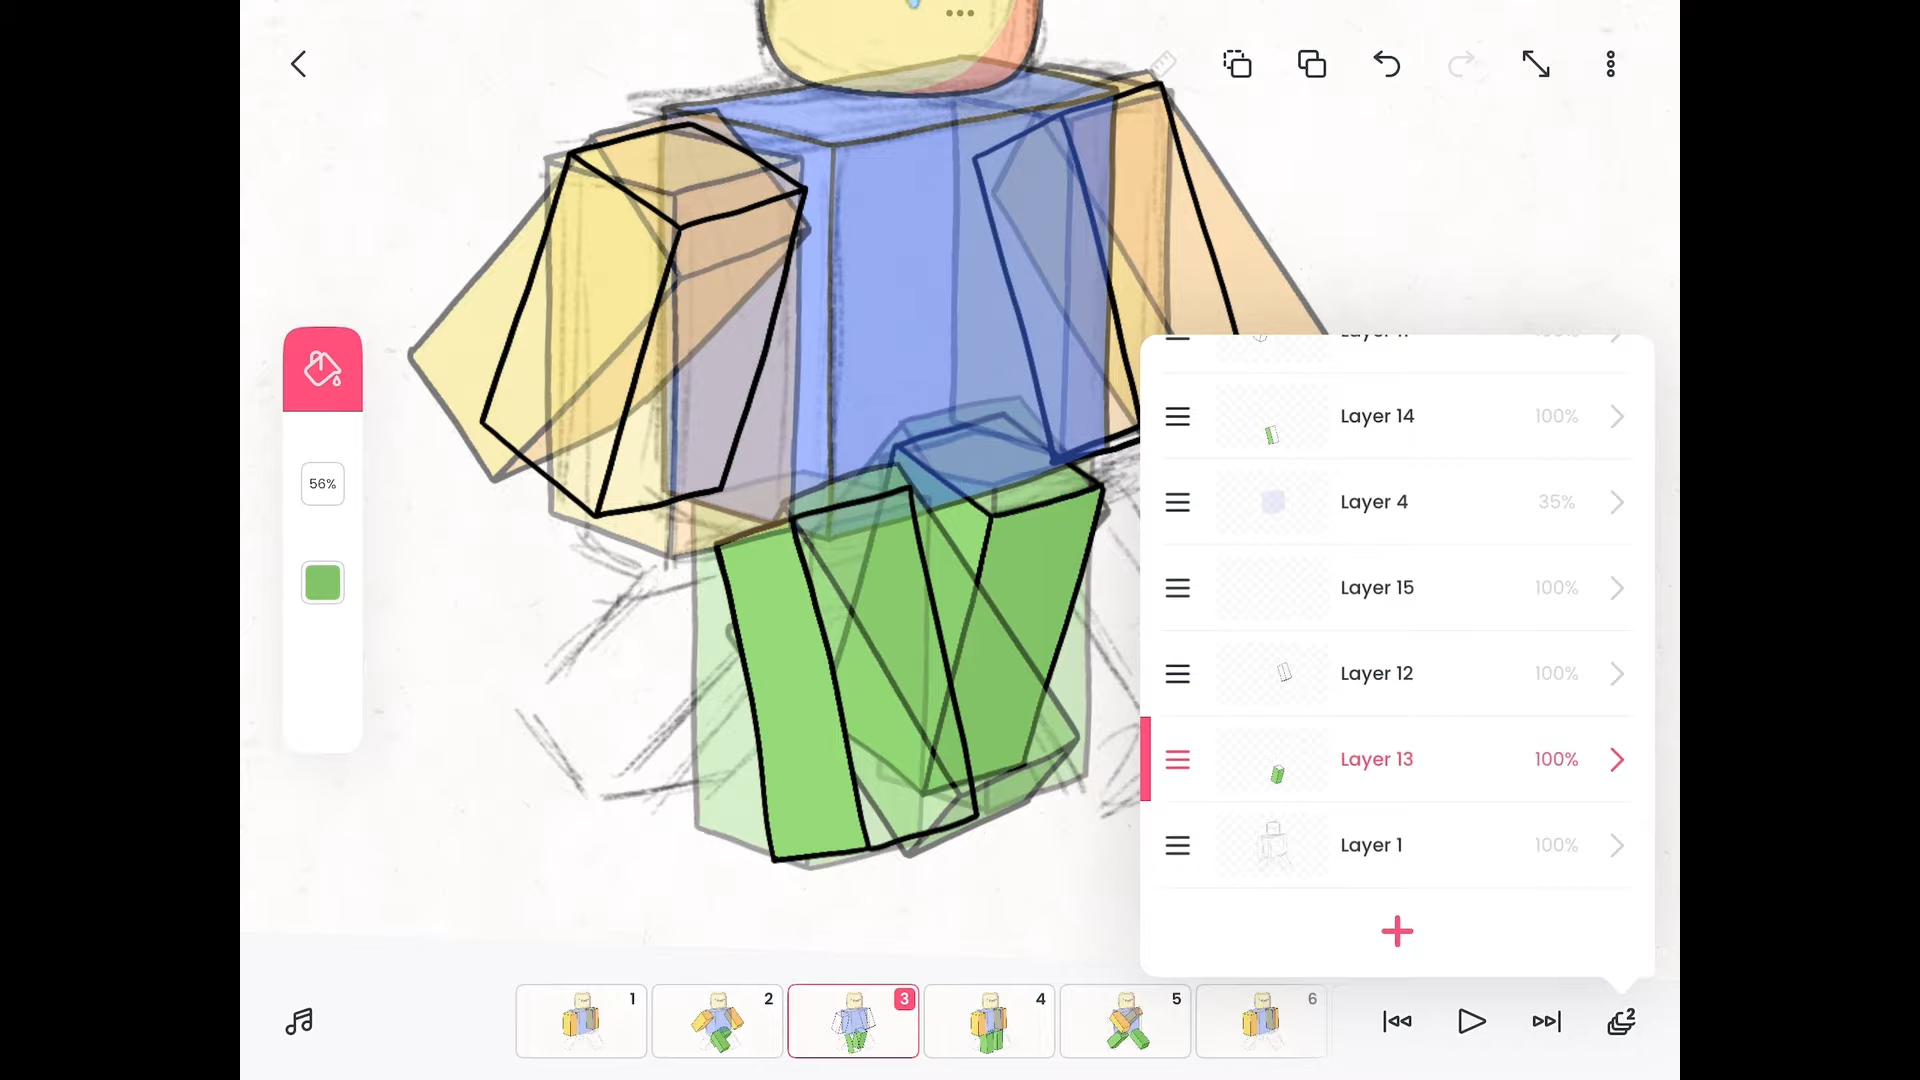 56%
Layer 14 100%
Layer 4 35%
Layer 15 100%
Layer 12 100%
Layer 13 100%
Layer 1 100%
1 2 3 4 5 6
2